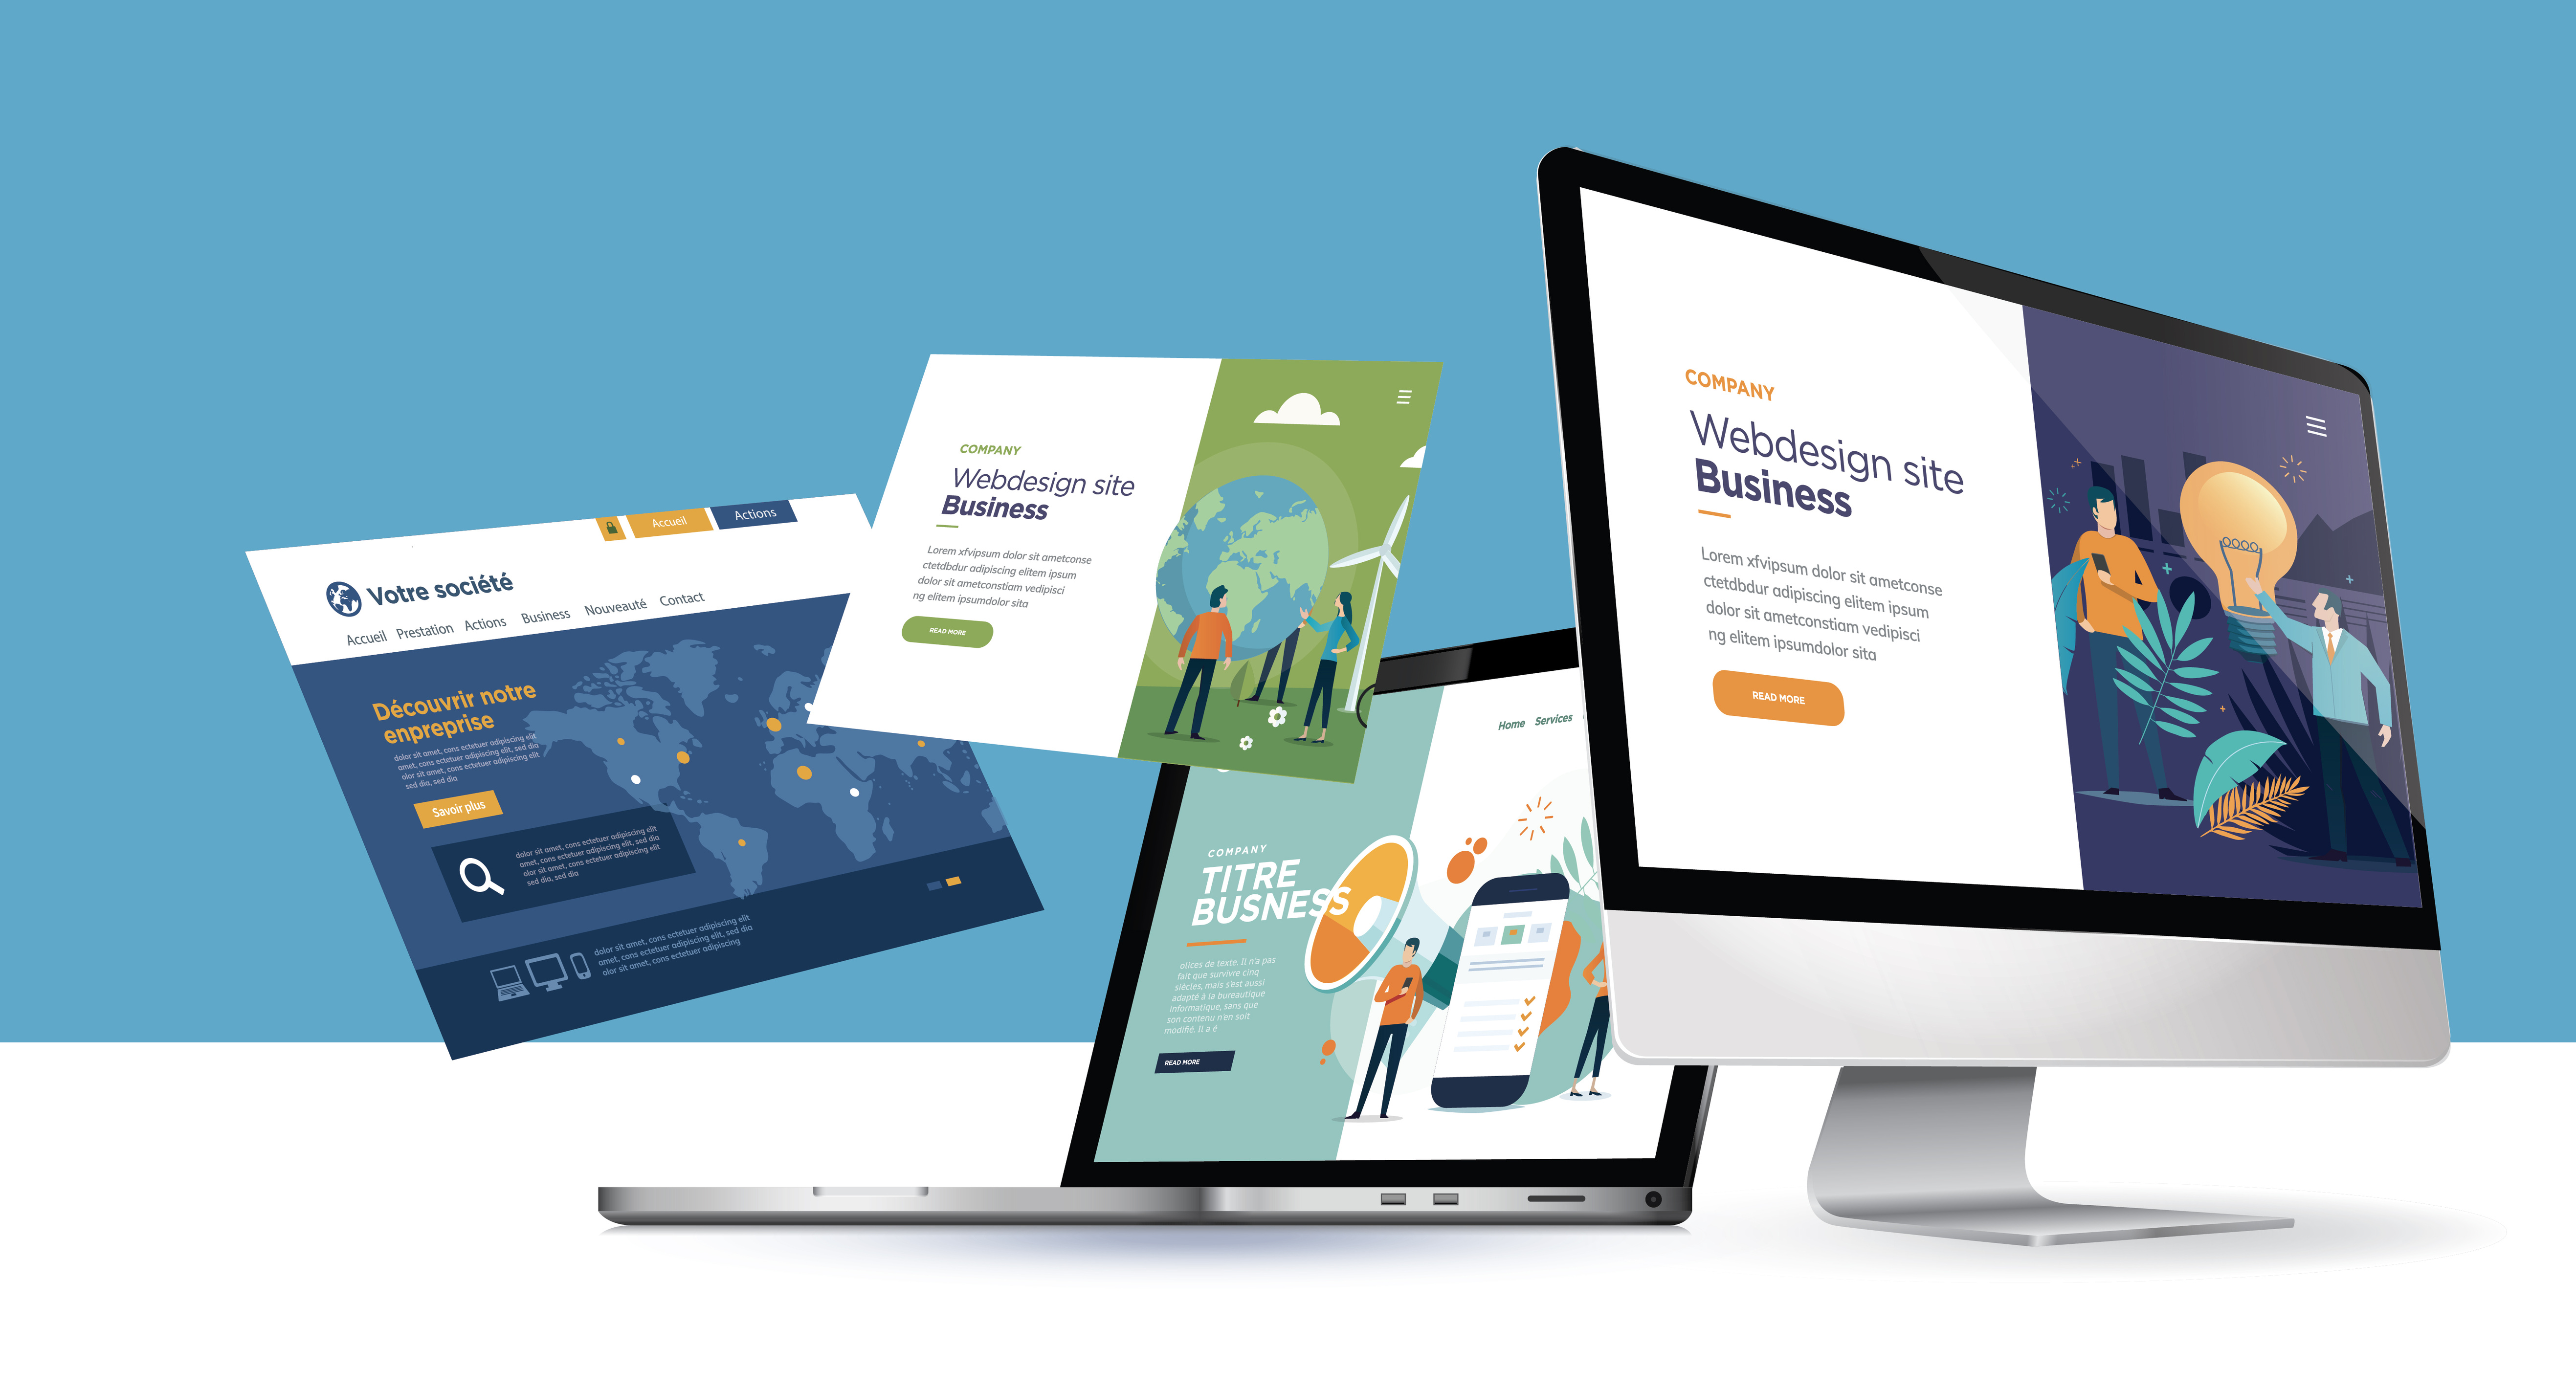 Accueil
Actions
Votre société
Accueil Prestation Actions Business Nouveauté Contact
Découvrir notre
enpreprise
dolor sit amet, cons ectetuer adipiscing elit
amet, cons ectetuer adipiscing elit, sed dia
olor sit amet, cons ectetuer adipiscing elit
sed dia, sed dia
Savoir plus
dolor sit amet, cons ectetuer adipiscing elit
amet, cons ectetuer adipiscing elit, sed dia
olor sit amet, cons ectetuer adipiscing elit
sed dia, sed dia
dolor sit amet, cons ectetuer adipiscing elit
amet, cons ectetuer adipiscing elit, sed dia
olor sit amet, cons ectetuer adipiscing
COMPANY
Webdesign site
Business
Lorem xfvipsum dolor sit ametconse
ctetdbdur adipiscing elitem ipsum
dolor sit ametconstiam vedipisci
ng elitem ipsumdolor sita
READ MORE
Home Services
COMPANY
TITRE
BUSNESS
olices de texte. Il n'a pas
fait que survivre cinq
siècles, mais s'est aussi
adapté à la bureautique
informatique, sans que
son contenu n'en soit
modifié. Il a é
READ MORE
COMPANY
Webdesign site
Business
Lorem xfvipsum dolor sit ametconse
ctetdbdur adipiscing elitem ipsum
dolor sit ametconstiam vedipisci
ng elitem ipsumdolor sita
READ MORE